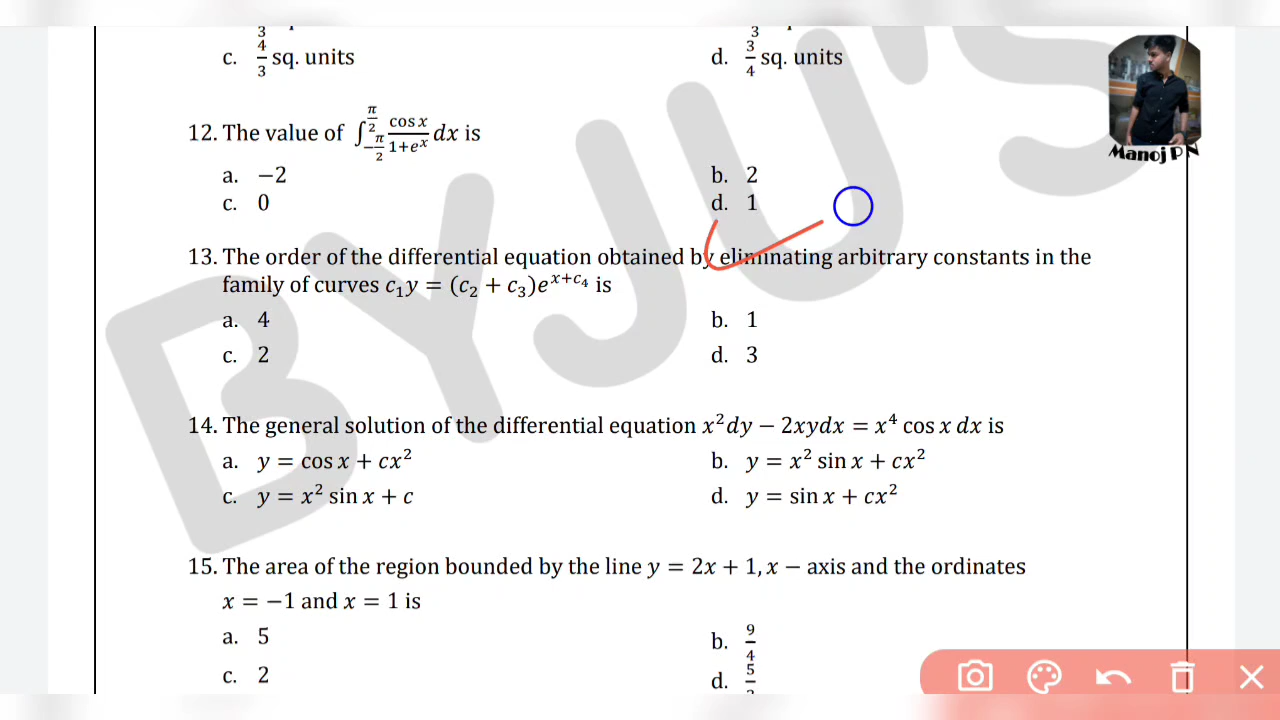 3
c. 4/3 sq. units
3
d. 3/4 sq. units
12. The value of ∫_{-π/2}^{π/2} cos x / (1+e^x) dx is
a. −2
b. 2
c. 0
d. 1
13. The order of the differential equation obtained by eliminating arbitrary constants in the
family of curves c₁y = (c₂ + c₃)e^{x+c₄} is
a. 4
b. 1
c. 2
d. 3
14. The general solution of the differential equation x²dy − 2xydx = x⁴ cos x dx is
a. y = cos x + cx²
b. y = x² sin x + cx²
c. y = x² sin x + c
d. y = sin x + cx²
15. The area of the region bounded by the line y = 2x + 1, x − axis and the ordinates
x = −1 and x = 1 is
a. 5
b. 9/4
c. 2
d. 5
BYJU'S
Manoj PN